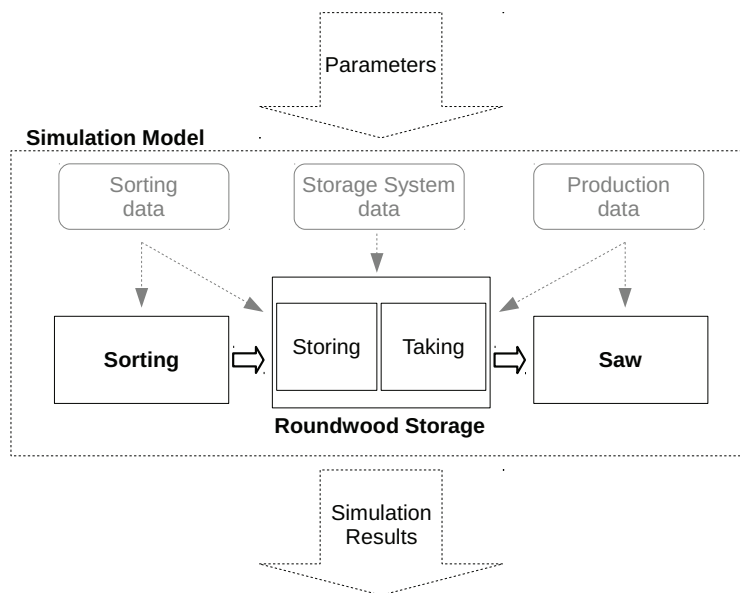 Parameters
Simulation Model
Sorting
data
Storage System
data
Production
data
Sorting
Storing
Taking
Saw
Roundwood Storage
Simulation
Results